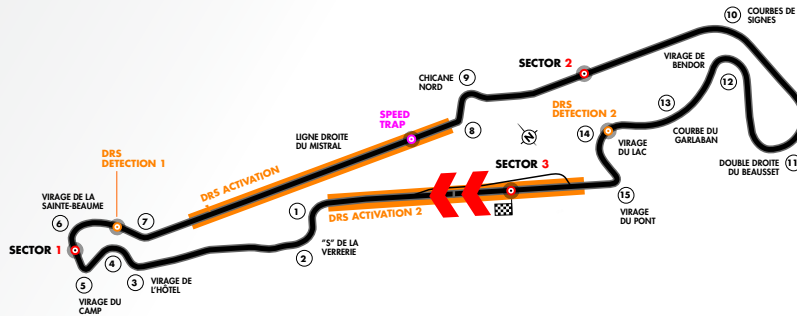 10
COURBES DE
SIGNES
SECTOR 2
VIRAGE DE
BENDOR
CHICANE
NORD
9
12
SPEED
TRAP
DRS
DETECTION 2
13
LIGNE DROITE
DU MISTRAL
8
N
14
COURBE DU
GARLABAN
VIRAGE
DU LAC
DRS
DETECTION 1
DRS ACTIVATION
SECTOR 3
DOUBLE DROITE
DU BEAUSSET
11
VIRAGE DE LA
SAINTE-BEAUME
6
7
1
DRS ACTIVATION 2
15
VIRAGE
DU PONT
SECTOR 1
"S" DE LA
VERRERIE
2
5
4
3
VIRAGE DE
L'HÔTEL
VIRAGE DU
CAMP